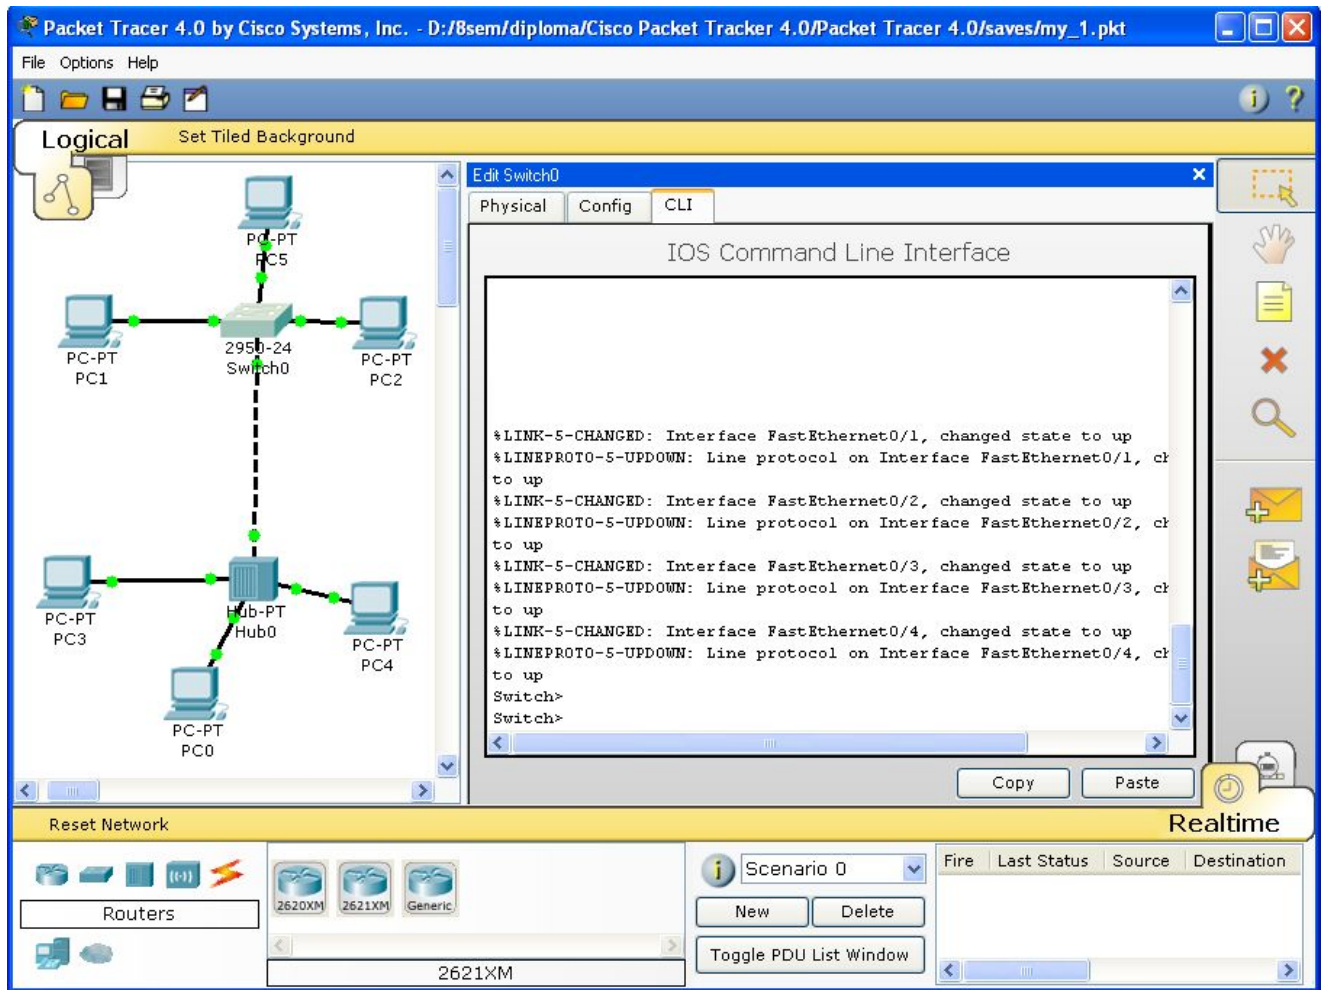 Packet Tracer 4.0 by Cisco Systems, Inc. - D:/8sem/diploma/Cisco Packet Tracker 4.0/Packet Tracer 4.0/saves/my_1.pkt
File Options Help
Logical Set Tiled Background
Edit Switch0
Physical Config CLI
IOS Command Line Interface
PC-PT
PC5
PC-PT
PC1
2950-24
Switch0
PC-PT
PC2
PC-PT
PC3
Hub-PT
Hub0
PC-PT
PC4
PC-PT
PC0
%LINK-5-CHANGED: Interface FastEthernet0/1, changed state to up
%LINEPROTO-5-UPDOWN: Line protocol on Interface FastEthernet0/1, ch
to up
%LINK-5-CHANGED: Interface FastEthernet0/2, changed state to up
%LINEPROTO-5-UPDOWN: Line protocol on Interface FastEthernet0/2, ch
to up
%LINK-5-CHANGED: Interface FastEthernet0/3, changed state to up
%LINEPROTO-5-UPDOWN: Line protocol on Interface FastEthernet0/3, ch
to up
%LINK-5-CHANGED: Interface FastEthernet0/4, changed state to up
%LINEPROTO-5-UPDOWN: Line protocol on Interface FastEthernet0/4, ch
to up
Switch>
Switch>
Copy Paste
Reset Network
Realtime
Routers
2620XM 2621XM Generic
2621XM
Scenario 0
New Delete
Toggle PDU List Window
Fire Last Status Source Destination